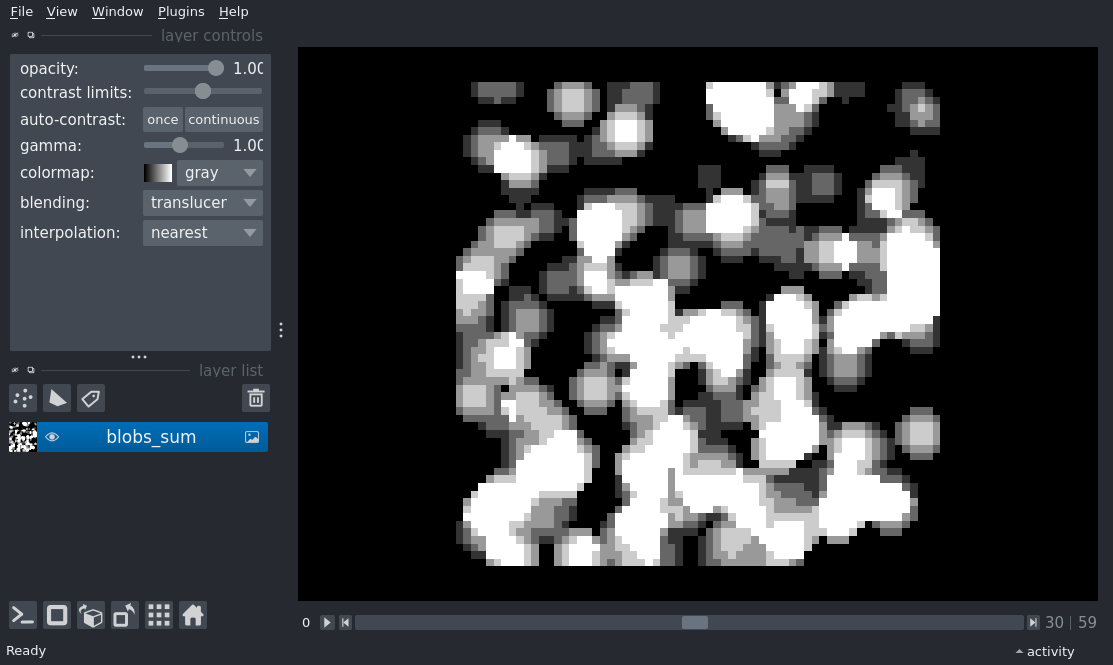 File View Window Plugins Help
layer controls
opacity: 1.00
contrast limits:
auto-contrast: once continuous
gamma: 1.00
colormap: gray
blending: translucer
interpolation: nearest
layer list
blobs_sum
0 30 59
Ready activity